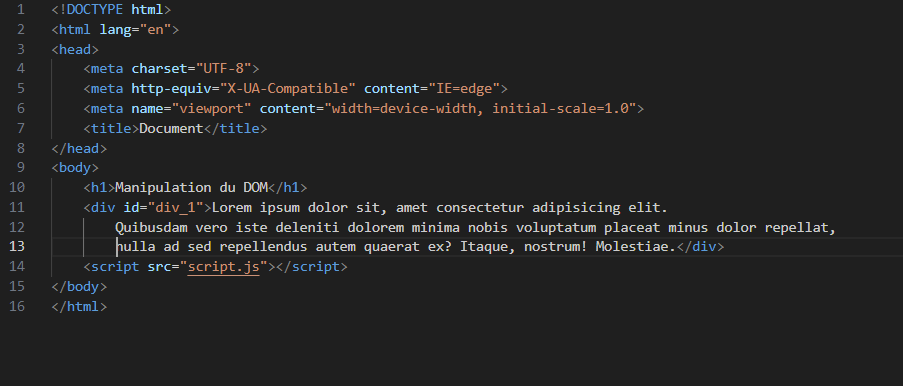 1 <!DOCTYPE html>
2 <html lang="en">
3 <head>
4 <meta charset="UTF-8">
5 <meta http-equiv="X-UA-Compatible" content="IE=edge">
6 <meta name="viewport" content="width=device-width, initial-scale=1.0">
7 <title>Document</title>
8 </head>
9 <body>
10 <h1>Manipulation du DOM</h1>
11 <div id="div_1">Lorem ipsum dolor sit, amet consectetur adipisicing elit.
12 Quibusdam vero iste deleniti dolorem minima nobis voluptatum placeat minus dolor repellat,
13 nulla ad sed repellendus autem quaerat ex? Itaque, nostrum! Molestiae.</div>
14 <script src="script.js"></script>
15 </body>
16 </html>